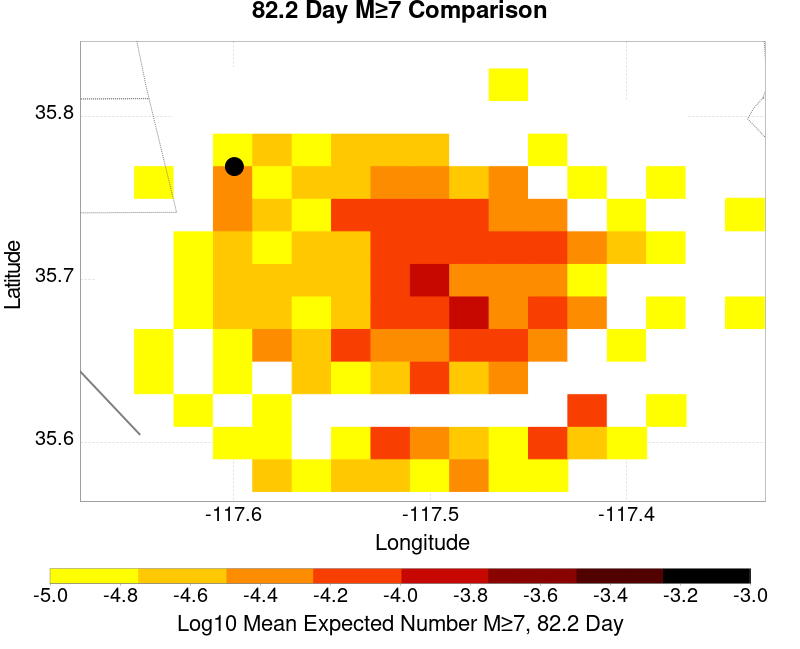 82.2 Day M≥7 Comparison
35.8
35.7
35.6
Latitude
-117.6 -117.5 -117.4
Longitude
-5.0 -4.8 -4.6 -4.4 -4.2 -4.0 -3.8 -3.6 -3.4 -3.2 -3.0
Log10 Mean Expected Number M≥7, 82.2 Day